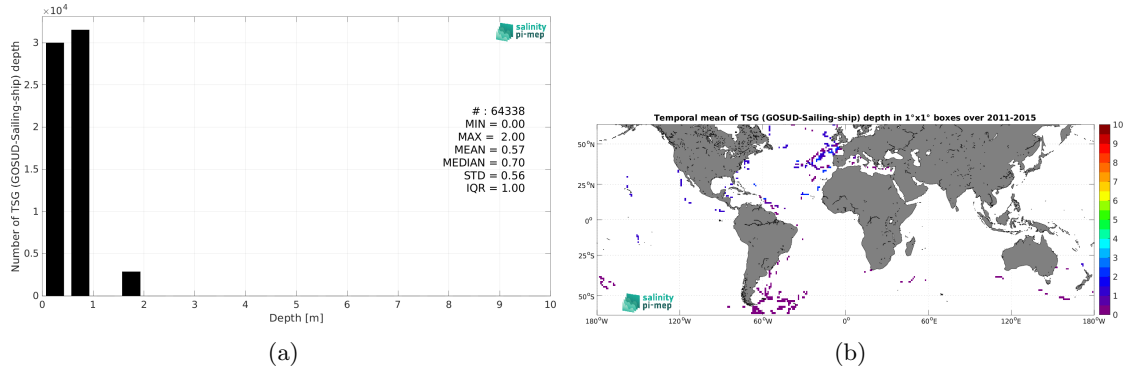 ×10⁴
3
2.5
2
1.5
1
0.5
0
Number of TSG (GOSUD-Sailing-ship) depth
salinity
pi-mep
# : 64338
MIN = 0.00
MAX = 2.00
MEAN = 0.57
MEDIAN = 0.70
STD = 0.56
IQR = 1.00
0 1 2 3 4 5 6 7 8 9 10
Depth [m]
(a)
Temporal mean of TSG (GOSUD-Sailing-ship) depth in 1°x1° boxes over 2011-2015
50°N
25°N
0°
25°S
50°S
salinity
pi-mep
180°W 120°W 60°W 0° 60°E 120°E 180°W
10
9
8
7
6
5
4
3
2
1
0
(b)